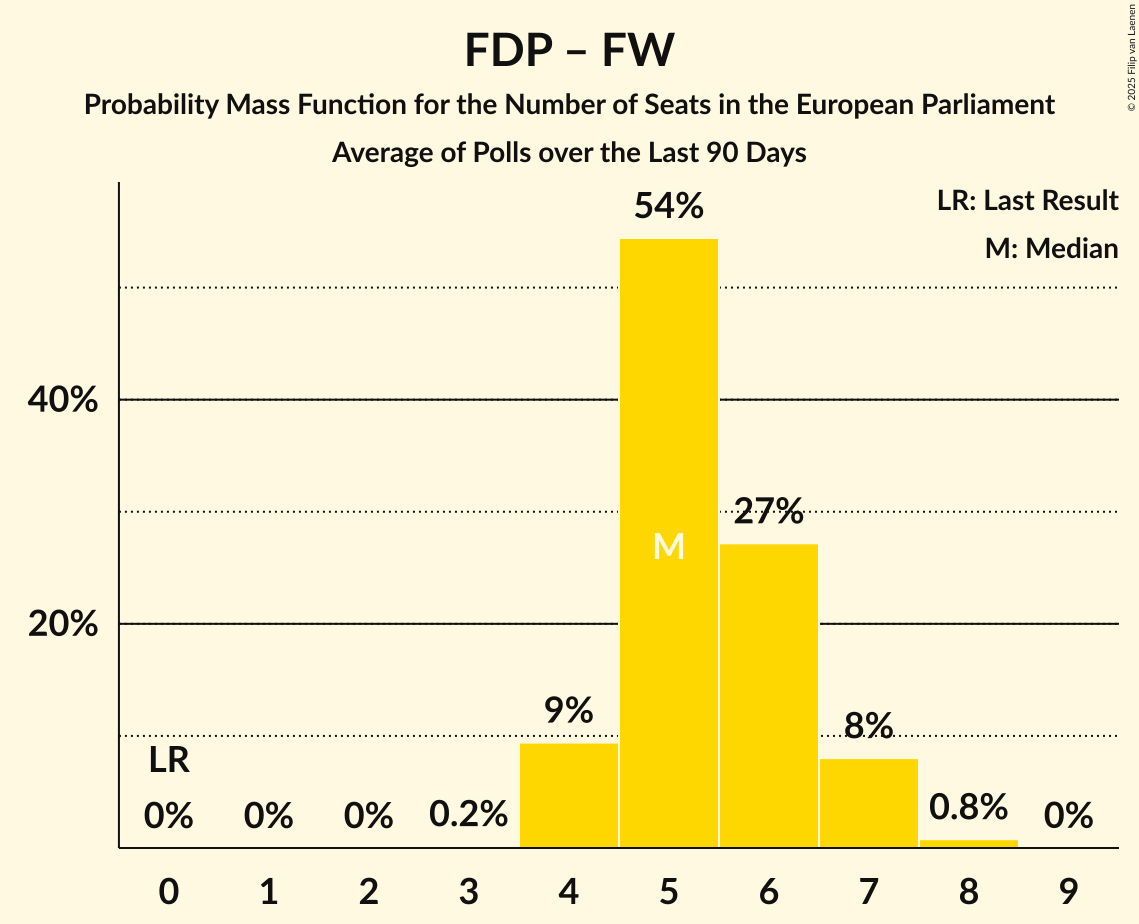 FDP – FW
Probability Mass Function for the Number of Seats in the European Parliament
Average of Polls over the Last 90 Days
© 2025 Filip van Laenen
LR: Last Result
M: Median
54%
40%
27%
M
20%
9%
8%
LR
0%
0%
0%
0.2%
0.8%
0%
0
1
2
3
4
5
6
7
8
9